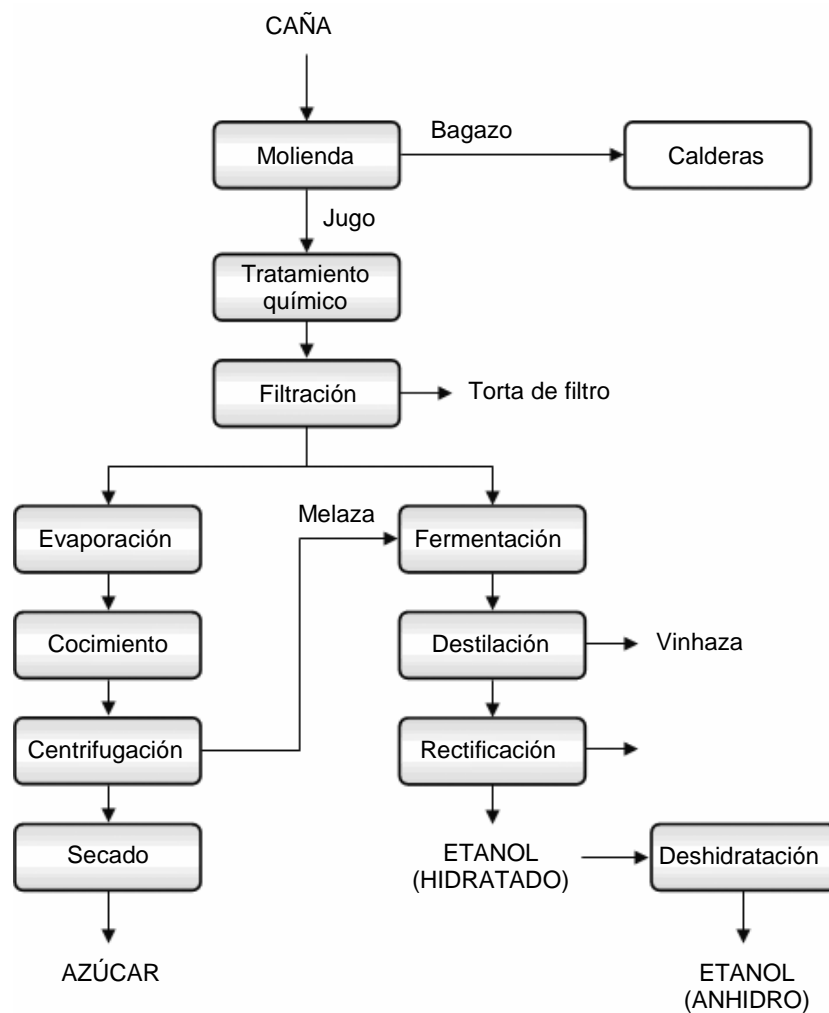 CAÑA
Molienda
Bagazo
Calderas
Jugo
Tratamiento
químico
Filtración
Torta de filtro
Evaporación
Melaza
Fermentación
Cocimiento
Destilación
Vinhaza
Centrifugación
Rectificación
Secado
ETANOL
(HIDRATADO)
Deshidratación
AZÚCAR
ETANOL
(ANHIDRO)